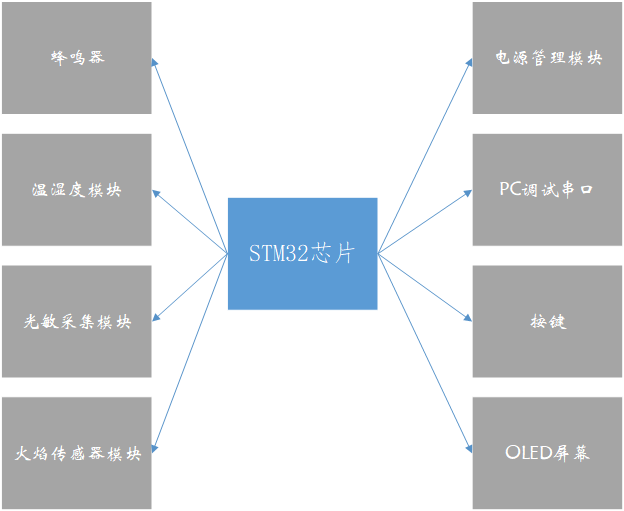 蜂鸣器
电源管理模块
温湿度模块
PC调试串口
STM32芯片
光敏采集模块
按键
火焰传感器模块
OLED屏幕